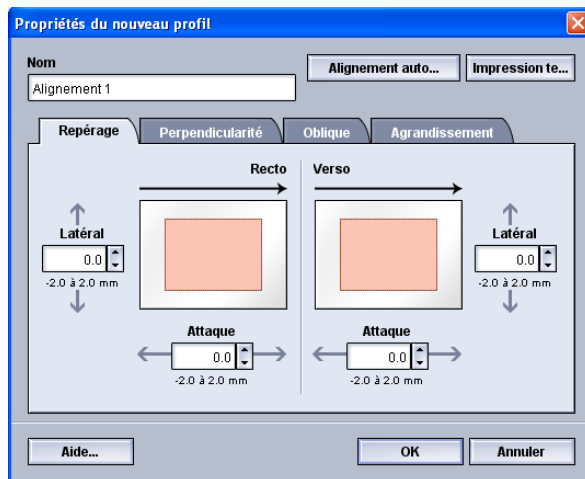 Propriétés du nouveau profil
Nom
Alignement 1
Alignement auto...
Impression te...
Repérage
Perpendicularité
Oblique
Agrandissement
Recto
Verso
Latéral
0.0
-2.0 à 2.0 mm
Latéral
0.0
-2.0 à 2.0 mm
Attaque
0.0
-2.0 à 2.0 mm
Attaque
0.0
-2.0 à 2.0 mm
Aide...
OK
Annuler